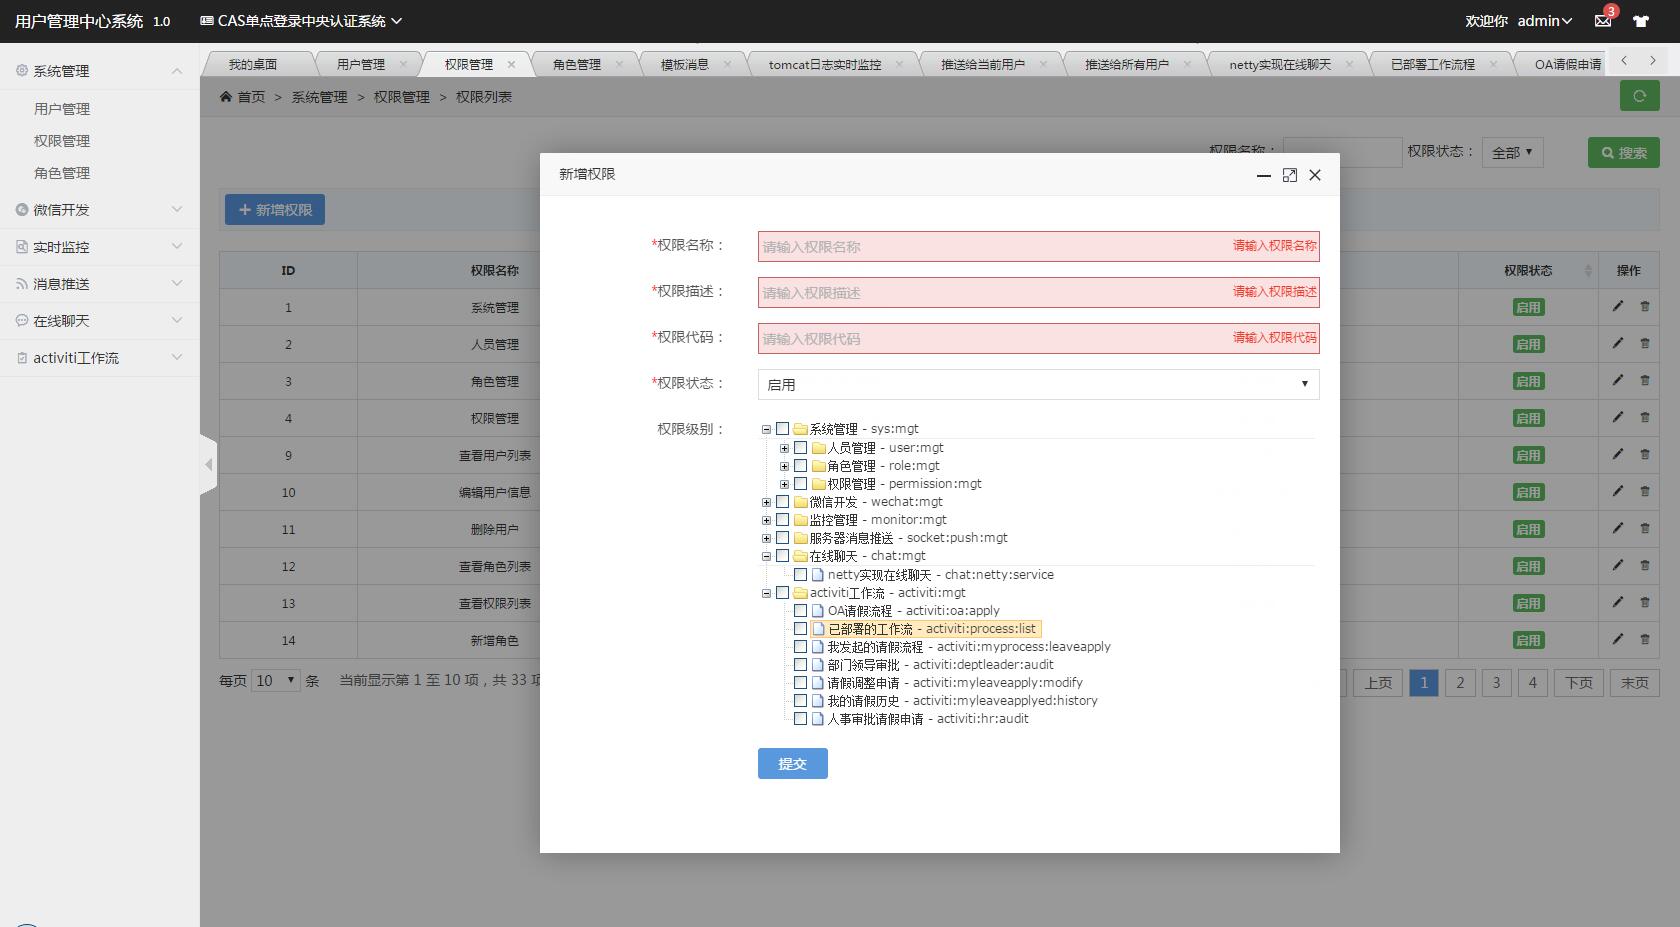 用户管理中心系统 1.0 CAS单点登录中央认证系统 欢迎你 admin 3
我的桌面 用户管理 权限管理 角色管理 模板消息 tomcat日志实时监控 推送给当前用户 推送给所有用户 netty实现在线聊天 已部署工作流程 OA请假申请
首页 > 系统管理 > 权限管理 > 权限列表
系统管理
用户管理
权限管理
角色管理
微信开发
实时监控
消息推送
在线聊天
activiti工作流
权限名称： 权限状态： 全部 搜索
新增权限
ID 权限名称 权限状态 操作
1 系统管理 启用
2 人员管理 启用
3 角色管理 启用
4 权限管理 启用
9 查看用户列表 启用
10 编辑用户信息 启用
11 删除用户 启用
12 查看角色列表 启用
13 查看权限列表 启用
14 新增角色 启用
每页 10 条 当前显示第 1 至 10 项，共 33 项 上页 1 2 3 4 下页 末页
新增权限
*权限名称： 请输入权限名称 请输入权限名称
*权限描述： 请输入权限描述 请输入权限描述
*权限代码： 请输入权限代码 请输入权限代码
*权限状态： 启用
权限级别： 系统管理 - sys:mgt
人员管理 - user:mgt
角色管理 - role:mgt
权限管理 - permission:mgt
微信开发 - wechat:mgt
监控管理 - monitor:mgt
服务器消息推送 - socket:push:mgt
在线聊天 - chat:mgt
netty实现在线聊天 - chat:netty:service
activiti工作流 - activiti:mgt
OA请假流程 - activiti:oa:apply
已部署的工作流 - activiti:process:list
我发起的请假流程 - activiti:myprocess:leaveapply
部门领导审批 - activiti:deptleader:audit
请假调整申请 - activiti:myleaveapply:modify
我的请假历史 - activiti:myleaveapplyed:history
人事审批请假申请 - activiti:hr:audit
提交